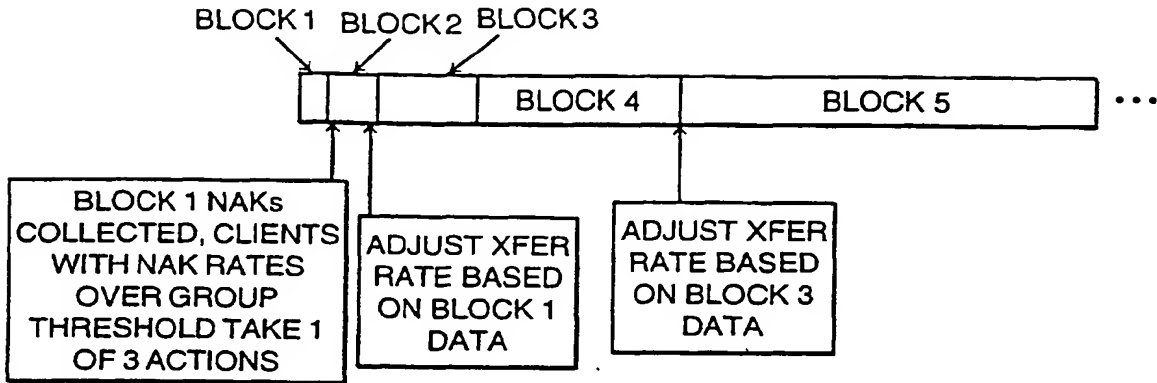 BLOCK 1
BLOCK 2
BLOCK 3
BLOCK 4
BLOCK 5
BLOCK 1 NAKs
COLLECTED, CLIENTS
WITH NAK RATES
OVER GROUP
THRESHOLD TAKE 1
OF 3 ACTIONS
ADJUST XFER
RATE BASED
ON BLOCK 1
DATA
ADJUST XFER
RATE BASED
ON BLOCK 3
DATA